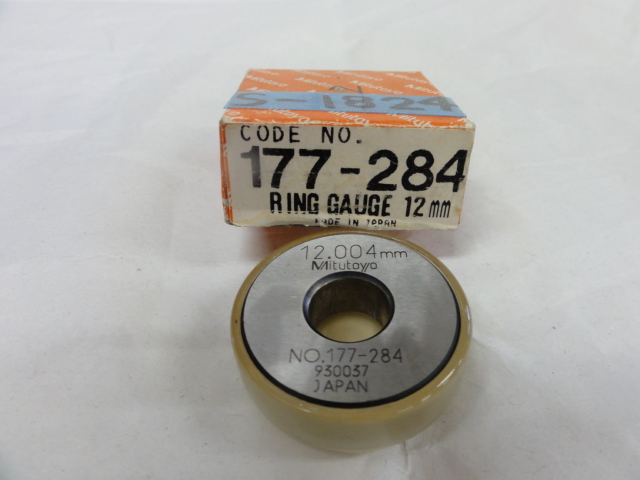 S-1824
CODE NO.
177-284
RING GAUGE 12mm
MADE IN JAPAN
12.004mm
Mitutoyo
NO.177-284
930037
JAPAN